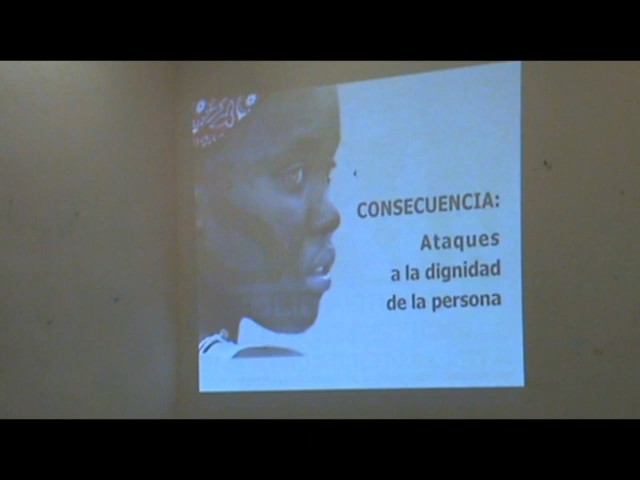 CONSECUENCIA:
Ataques
a la dignidad
de la persona